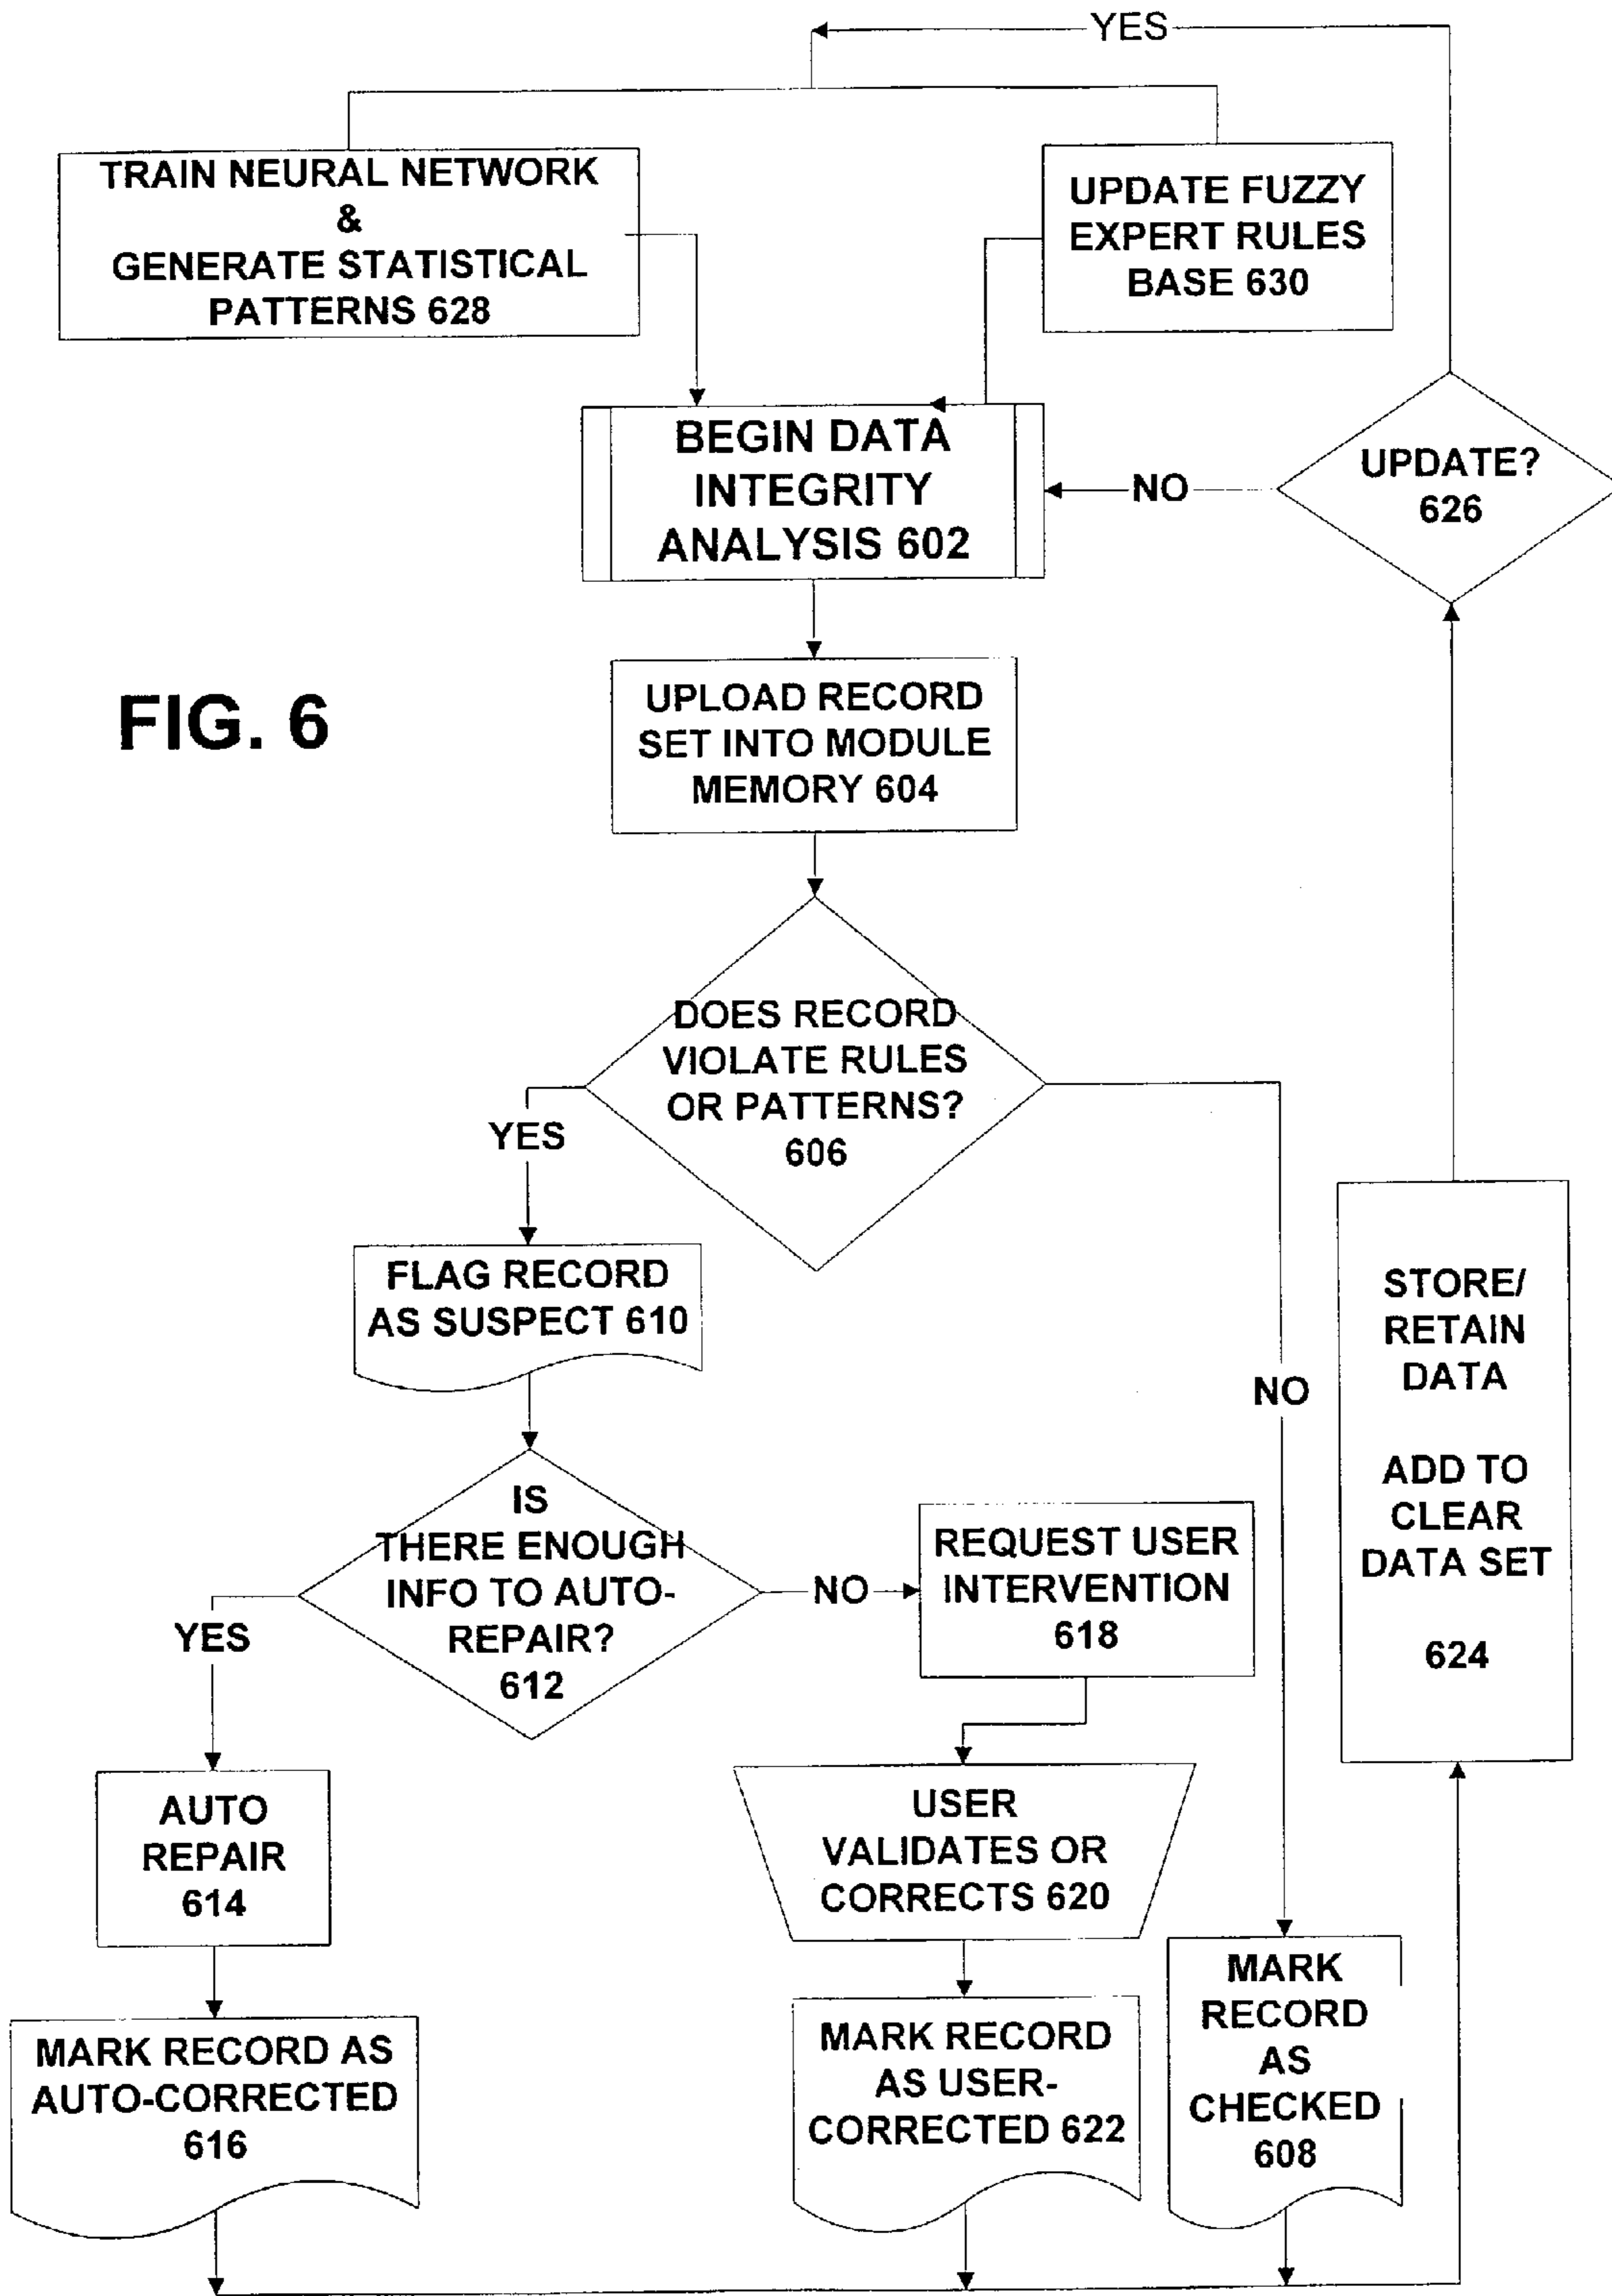 YES
TRAIN NEURAL NETWORK
&
GENERATE STATISTICAL
PATTERNS 628
UPDATE FUZZY
EXPERT RULES
BASE 630
BEGIN DATA
INTEGRITY
ANALYSIS 602
NO
UPDATE?
626
FIG. 6
UPLOAD RECORD
SET INTO MODULE
MEMORY 604
DOES RECORD
VIOLATE RULES
OR PATTERNS?
606
YES
FLAG RECORD
AS SUSPECT 610
NO
STORE/
RETAIN
DATA
ADD TO
CLEAR
DATA SET
624
IS
THERE ENOUGH
INFO TO AUTO-
REPAIR?
612
NO
REQUEST USER
INTERVENTION
618
YES
AUTO
REPAIR
614
USER
VALIDATES OR
CORRECTS 620
MARK RECORD AS
AUTO-CORRECTED
616
MARK RECORD
AS USER-
CORRECTED 622
MARK
RECORD
AS
CHECKED
608